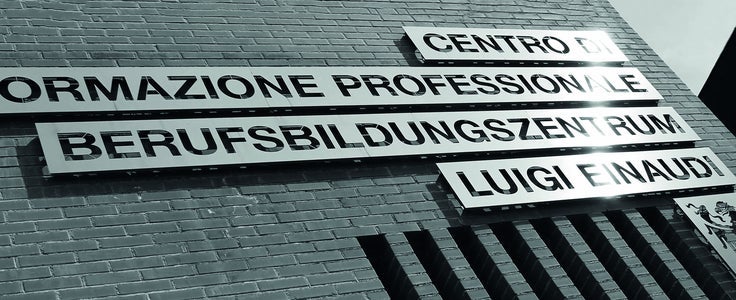 CENTRO DI
ORMAZIONE PROFESSIONALE
BERUFSBILDUNGSZENTRUM
LUIGI EINAUDI